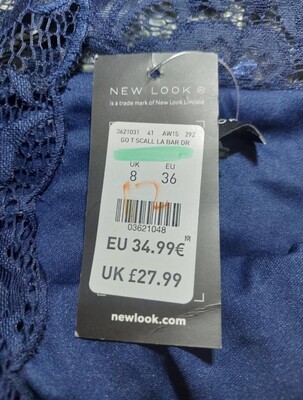 NEW LOOK ®
is a trade mark of New Look Limited
3621031 41 AW15 292
GO T SCALL LA BAR DR
UK EU
8 36
12
03621048
EU 34.99€
UK £27.99
newlook.com